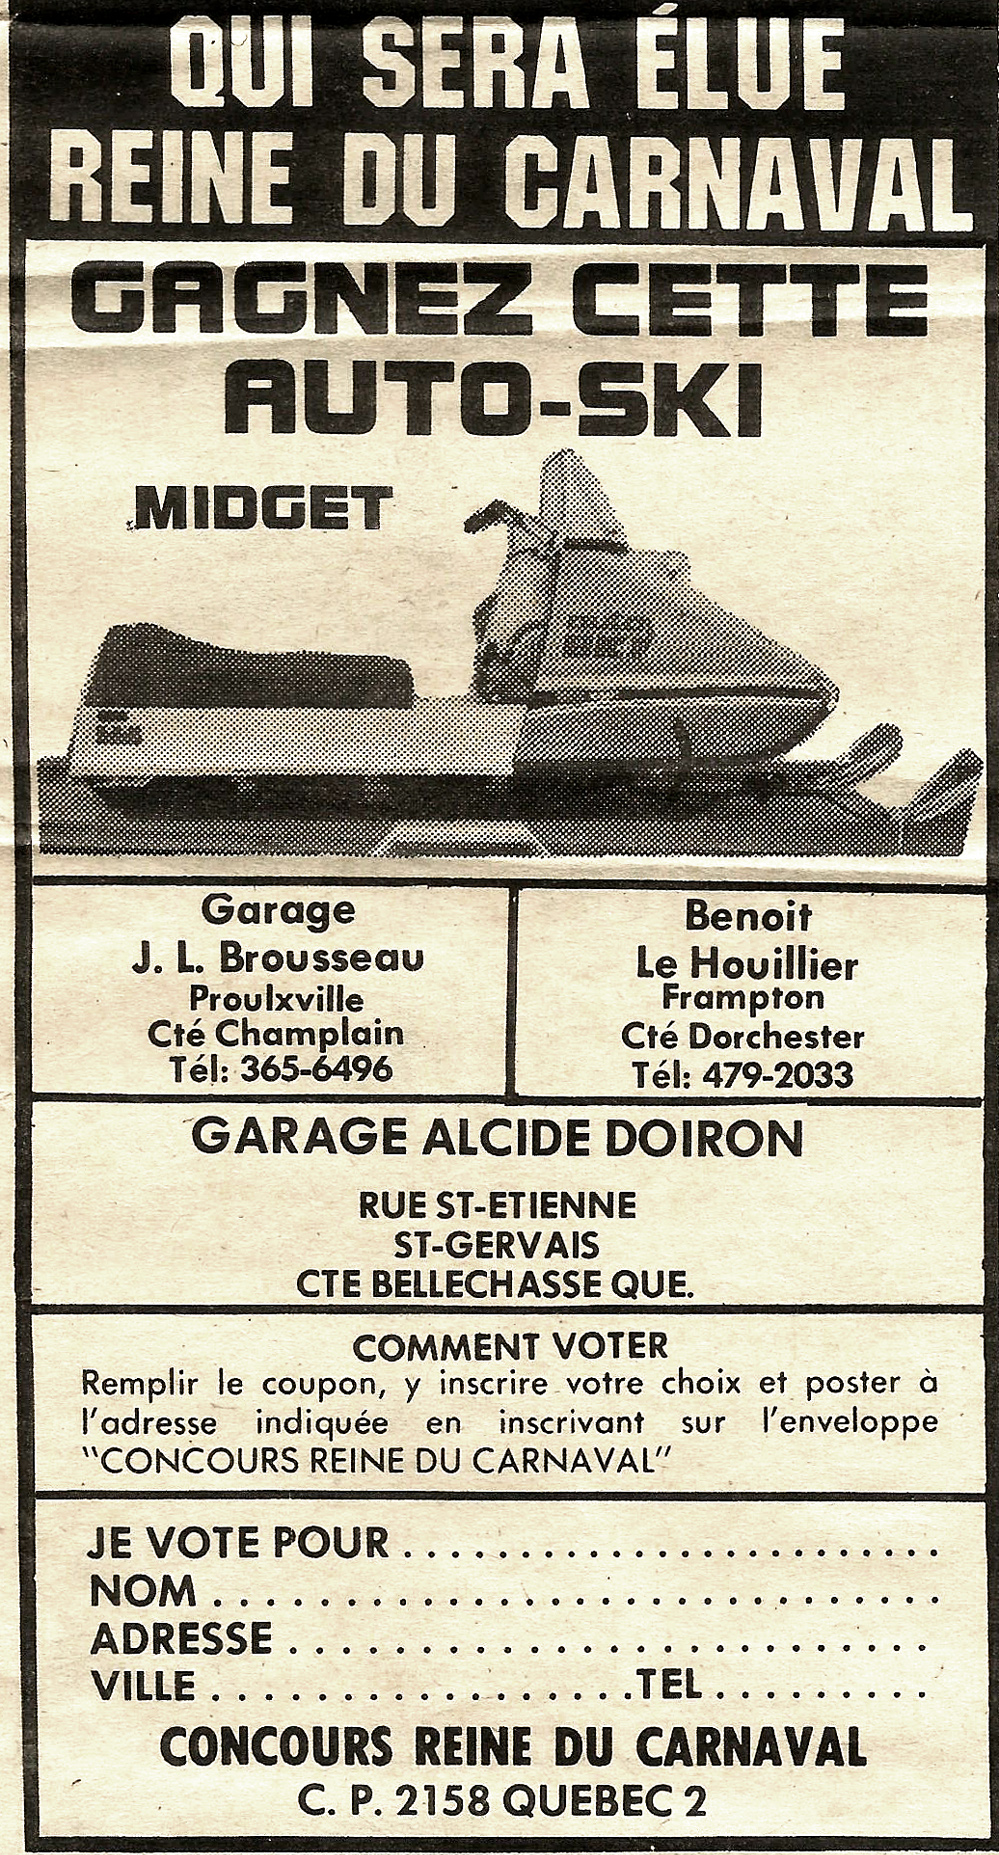 QUI SERA ÉLUE
REINE DU CARNAVAL
GAGNEZ CETTE
AUTO-SKI
MIDGET
Garage
J. L. Brousseau
Proulxville
Cté Champlain
Tél: 365-6496
Benoit
Le Houillier
Frampton
Cté Dorchester
Tél: 479-2033
GARAGE ALCIDE DOIRON
RUE ST-ETIENNE
ST-GERVAIS
CTE BELLECHASSE QUE.
COMMENT VOTER
Remplir le coupon, y inscrire votre choix et poster à
l'adresse indiquée en inscrivant sur l'enveloppe
"CONCOURS REINE DU CARNAVAL"
JE VOTE POUR . . . . . . . . . . . . . . . . . . . . . . . . .
NOM . . . . . . . . . . . . . . . . . . . . . . . . . . . . . . . .
ADRESSE . . . . . . . . . . . . . . . . . . . . . . . . . . . .
VILLE . . . . . . . . . . . . . . . . . . . TEL . . . . . . . . . .
CONCOURS REINE DU CARNAVAL
C. P. 2158 QUEBEC 2